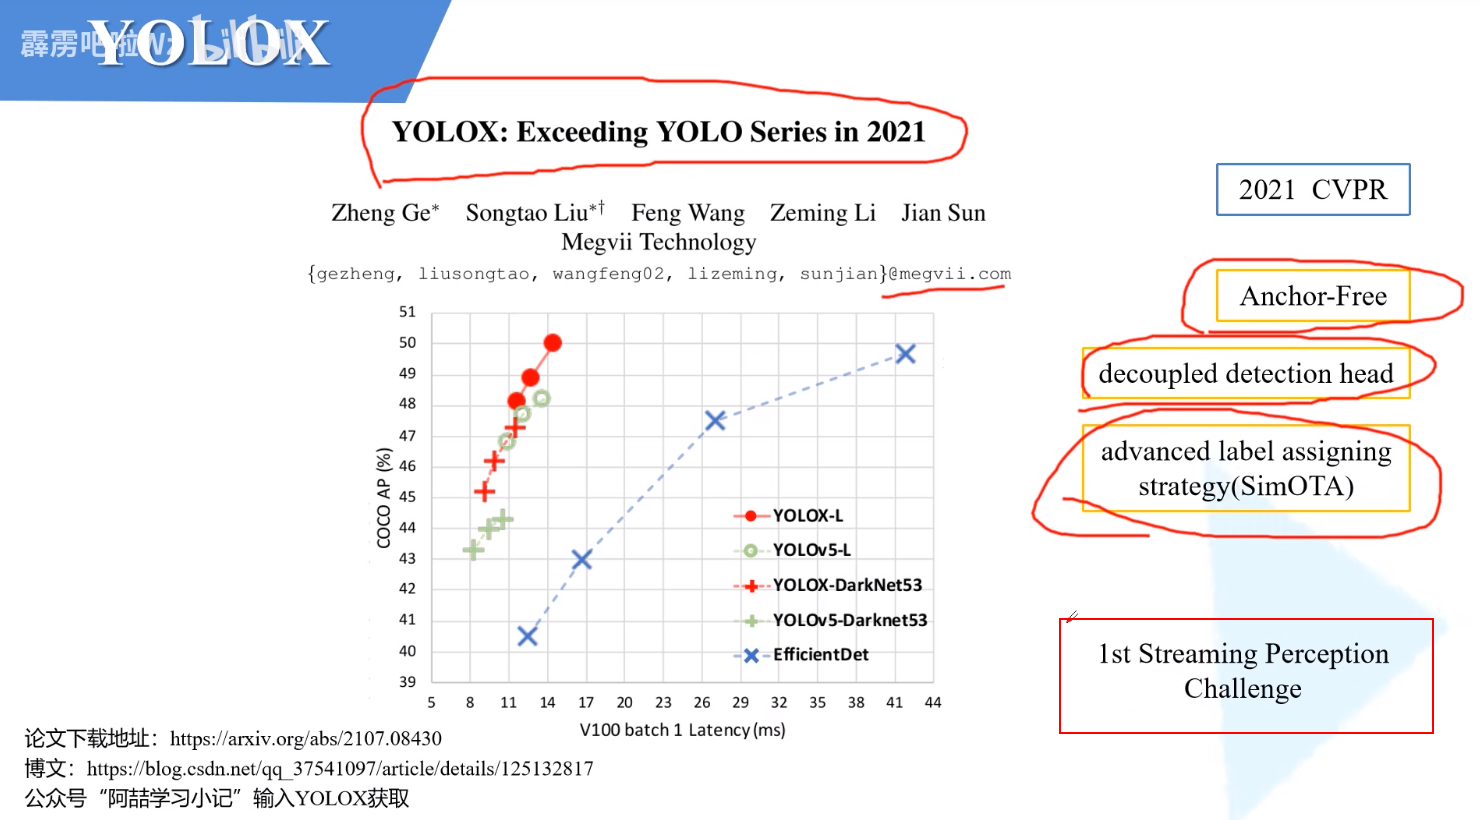 YOLOX
霹雳吧啦Wz
bilibili
YOLOX: Exceeding YOLO Series in 2021
Zheng Ge* Songtao Liu*† Feng Wang Zeming Li Jian Sun
Megvii Technology
{gezheng, liusongtao, wangfeng02, lizeming, sunjian}@megvii.com
51
50
49
48
47
46
45
44
43
42
41
40
39
COCO AP (%)
YOLOX-L
YOLOv5-L
YOLOX-DarkNet53
YOLOv5-Darknet53
EfficientDet
5 8 11 14 17 20 23 26 29 32 35 38 41 44
V100 batch 1 Latency (ms)
2021 CVPR
Anchor-Free
decoupled detection head
advanced label assigning
strategy(SimOTA)
1st Streaming Perception
Challenge
论文下载地址：https://arxiv.org/abs/2107.08430
博文：https://blog.csdn.net/qq_37541097/article/details/125132817
公众号“阿喆学习小记”输入YOLOX获取